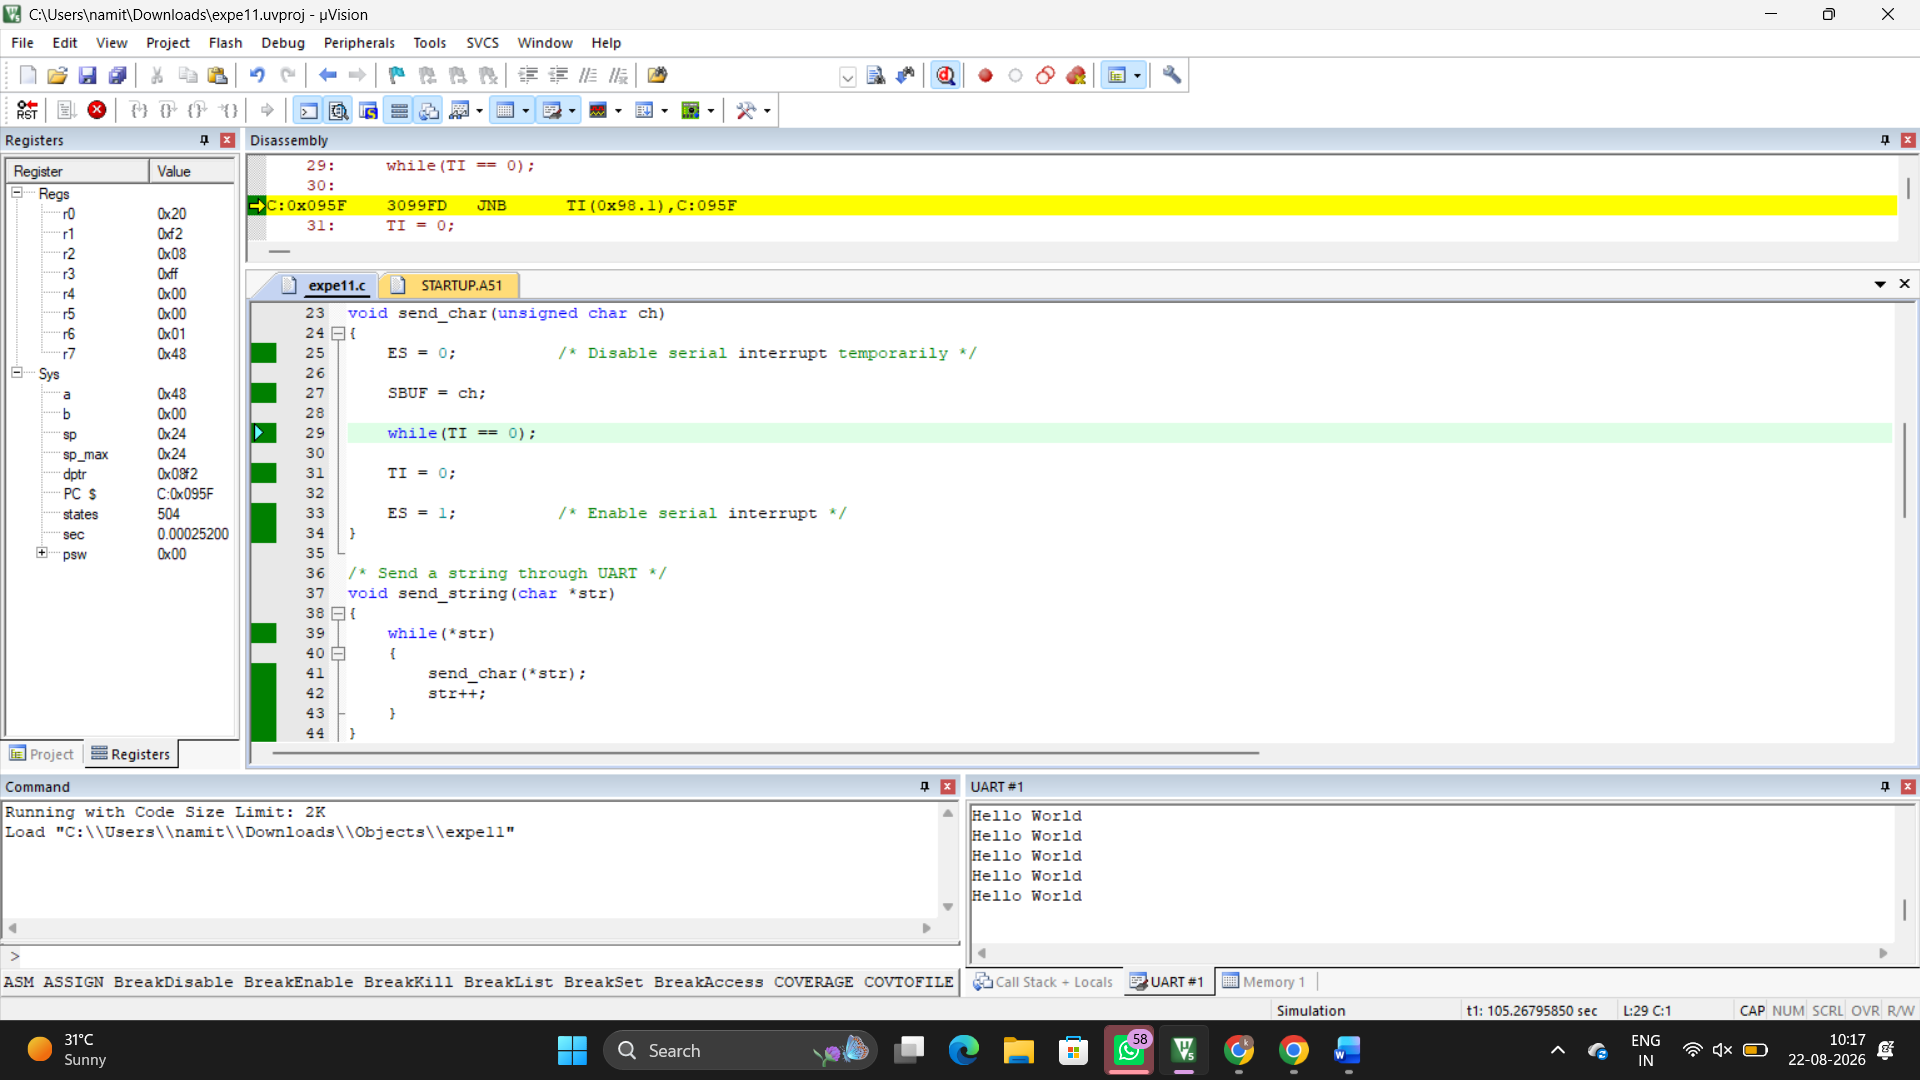 C:\Users\namit\Downloads\expe11.uvproj - µVision
File Edit View Project Flash Debug Peripherals Tools SVCS Window Help
Registers
Register Value
Regs
r0 0x20
r1 0xf2
r2 0x08
r3 0xff
r4 0x00
r5 0x00
r6 0x01
r7 0x48
Sys
a 0x48
b 0x00
sp 0x24
sp_max 0x24
dptr 0x08f2
PC $ C:0x095F
states 504
sec 0.00025200
psw 0x00
Project Registers
Disassembly
29: while(TI == 0);
30:
C:0x095F 3099FD JNB TI(0x98.1),C:095F
31: TI = 0;
expe11.c STARTUP.A51
23 void send_char(unsigned char ch)
24 {
25 ES = 0; /* Disable serial interrupt temporarily */
26
27 SBUF = ch;
28
29 while(TI == 0);
30
31 TI = 0;
32
33 ES = 1; /* Enable serial interrupt */
34 }
35
36 /* Send a string through UART */
37 void send_string(char *str)
38 {
39 while(*str)
40 {
41 send_char(*str);
42 str++;
43 }
44 }
Command
Running with Code Size Limit: 2K
Load "C:\\Users\\namit\\Downloads\\Objects\\expe11"
>
ASM ASSIGN BreakDisable BreakEnable BreakKill BreakList BreakSet BreakAccess COVERAGE COVTOFILE
UART #1
Hello World
Hello World
Hello World
Hello World
Hello World
Call Stack + Locals UART #1 Memory 1
Simulation t1: 105.26795850 sec L:29 C:1 CAP NUM SCRL OVR R/W
31°C
Sunny
Search
58
ENG
IN
10:17
22-08-2026